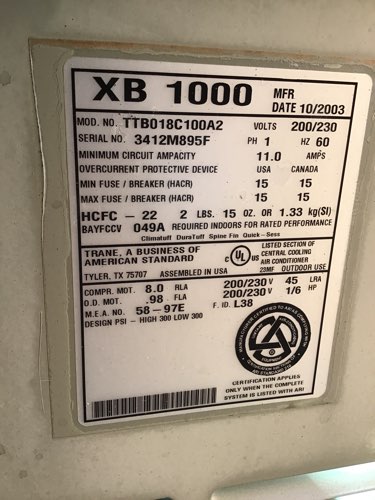 XB 1000 MFR
DATE 10/2003
MOD. NO. TTB018C100A2 VOLTS 200/230
SERIAL NO. 3412M895F PH 1 HZ 60
MINIMUM CIRCUIT AMPACITY 11.0 AMPS
OVERCURRENT PROTECTIVE DEVICE USA CANADA
MIN FUSE / BREAKER (HACR) 15 15
MAX FUSE / BREAKER (HACR) 15 15
HCFC - 22 2 LBS. 15 OZ. OR 1.33 kg(SI)
BAYFCCV 049A REQUIRED INDOORS FOR RATED PERFORMANCE
Climatuff DuraTuff Spine Fin Quick - Sess
TRANE, A BUSINESS OF
AMERICAN STANDARD
C UL US LISTED SECTION OF
CENTRAL COOLING
AIR CONDITIONER
23MF OUTDOOR USE
TYLER, TX 75707 ASSEMBLED IN USA
COMPR. MOT. 8.0 RLA 200/230 V 45 LRA
O.D. MOT. .98 FLA 200/230 V 1/6 HP
M.E.A. NO. 58-97E F. ID. L38
DESIGN PSI - HIGH 300 LOW 300
CERTIFICATION APPLIES
ONLY WHEN THE COMPLETE
SYSTEM IS LISTED WITH ARI